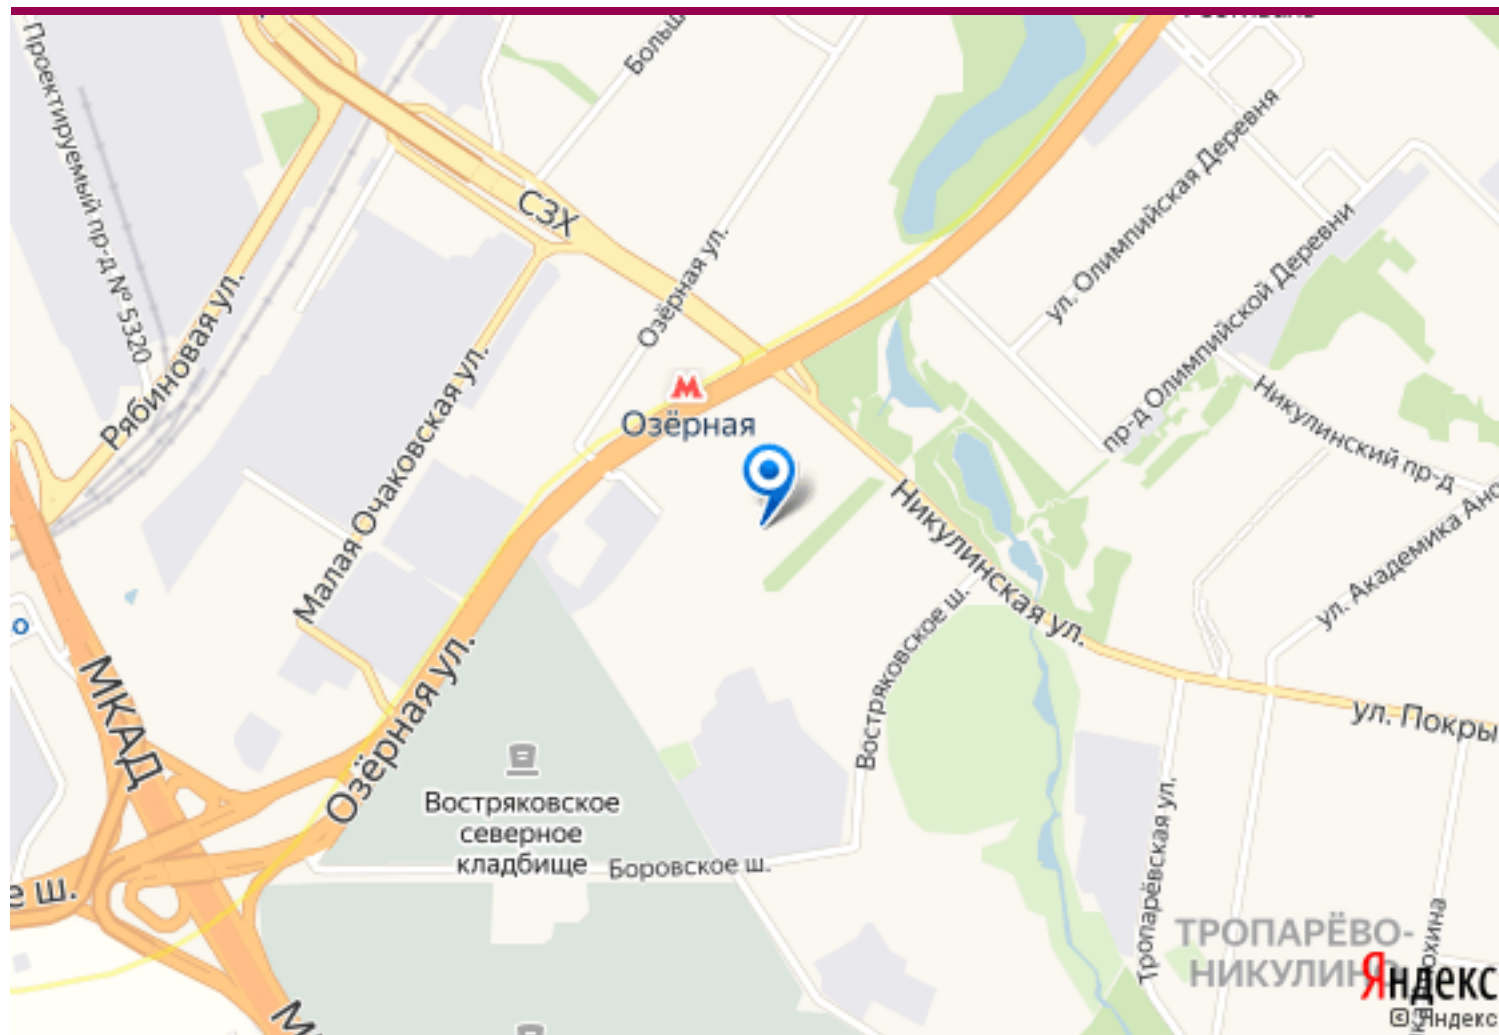 Проектируемый пр-д № 5320
Рябиновая ул.
СЗХ
Озёрная ул.
ул. Олимпийская Деревня
пр-д Олимпийской Деревни
Малая Очаковская ул.
Озёрная
Никулинский пр-д
Никулинская ул.
ул. Академика
Востряковское ш.
МКАД
Озёрная ул.
ул.
Востряковское
северное
кладбище
Боровское ш.
Тропарёвская ул.
ш.
ТРОПАРЁВО-
Яндекс
© Яндекс